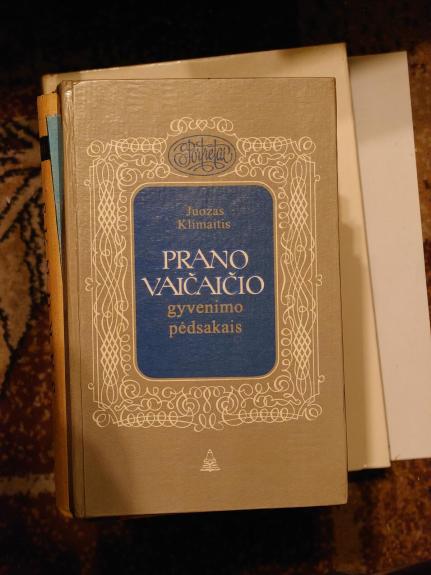 Portretai
Juozas
Klimaitis
PRANO
VAIČAIČIO
gyvenimo
pėdsakais